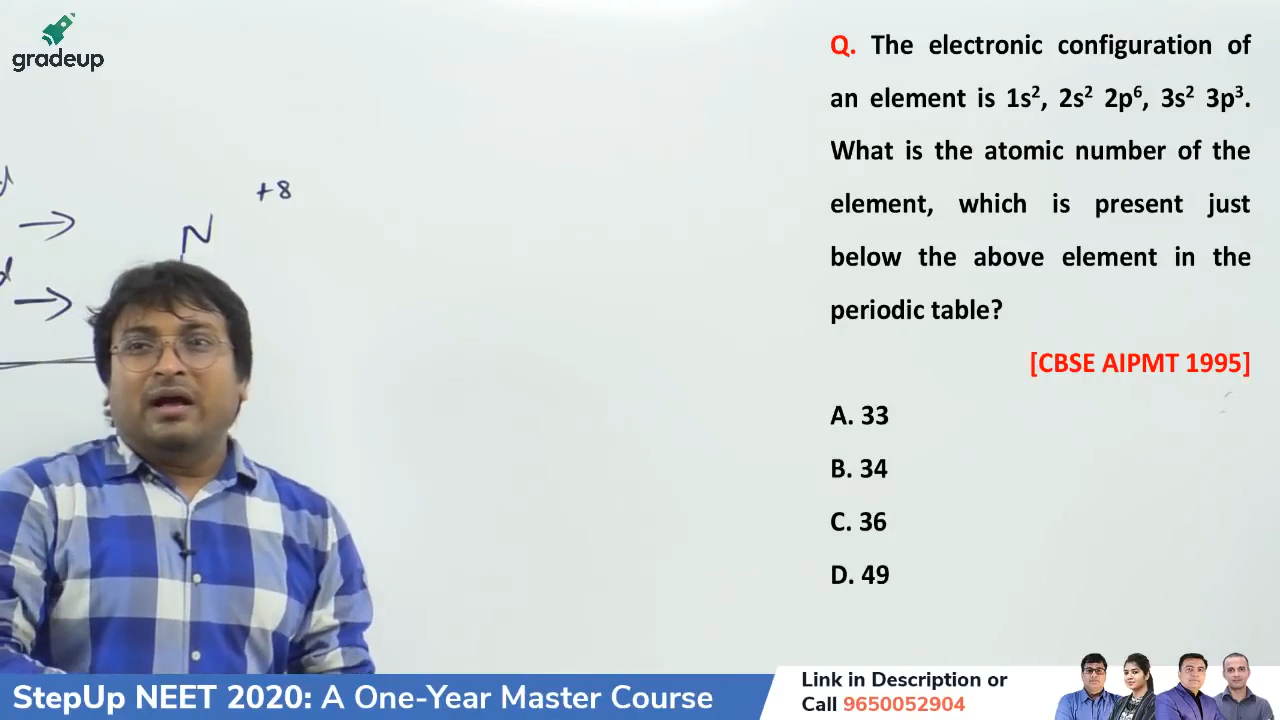 gradeup
d
→
N
+8
d
→
Q. The electronic configuration of
an element is 1s², 2s² 2p⁶, 3s² 3p³.
What is the atomic number of the
element, which is present just
below the above element in the
periodic table?
[CBSE AIPMT 1995]
A. 33
B. 34
C. 36
D. 49
StepUp NEET 2020: A One-Year Master Course
Link in Description or
Call 9650052904